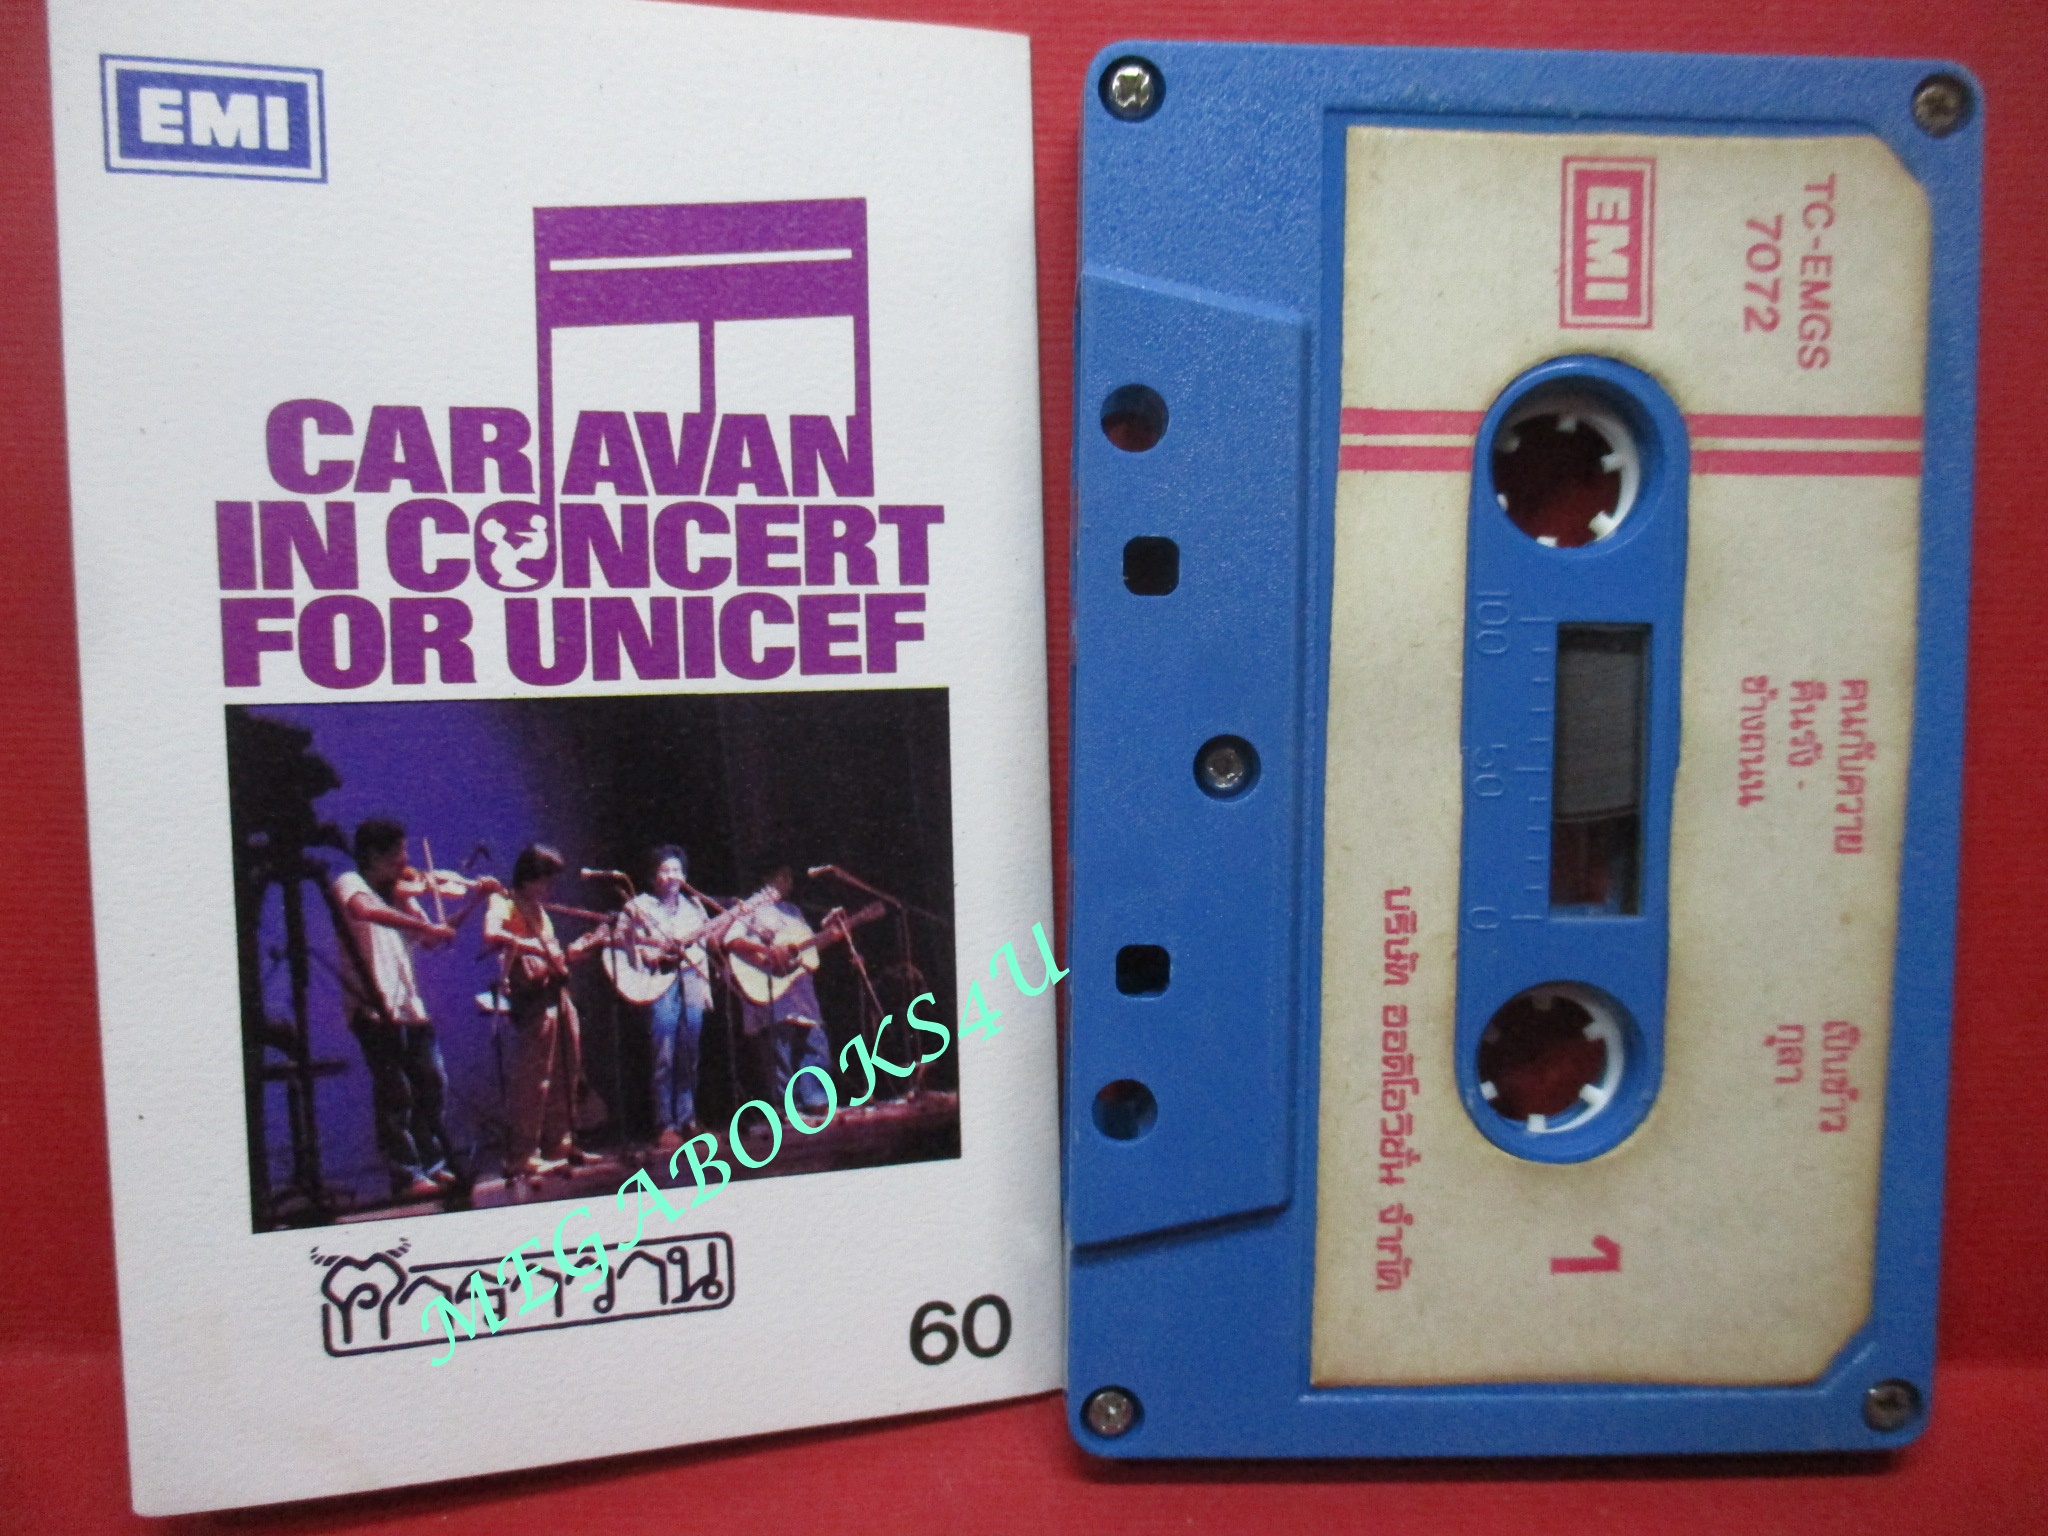 EMI
CARAVAN
IN CONCERT
FOR UNICEF
คาราวาน
60
MEGABOOKS4U
TC-EMGS
7072
EMI
คนกับควาย
คืนรัง -
ข้างถนน
เปิบข้าว
กุลา
100 50 0
1
บริษัท ออดิโอวิชั่น จำกัด